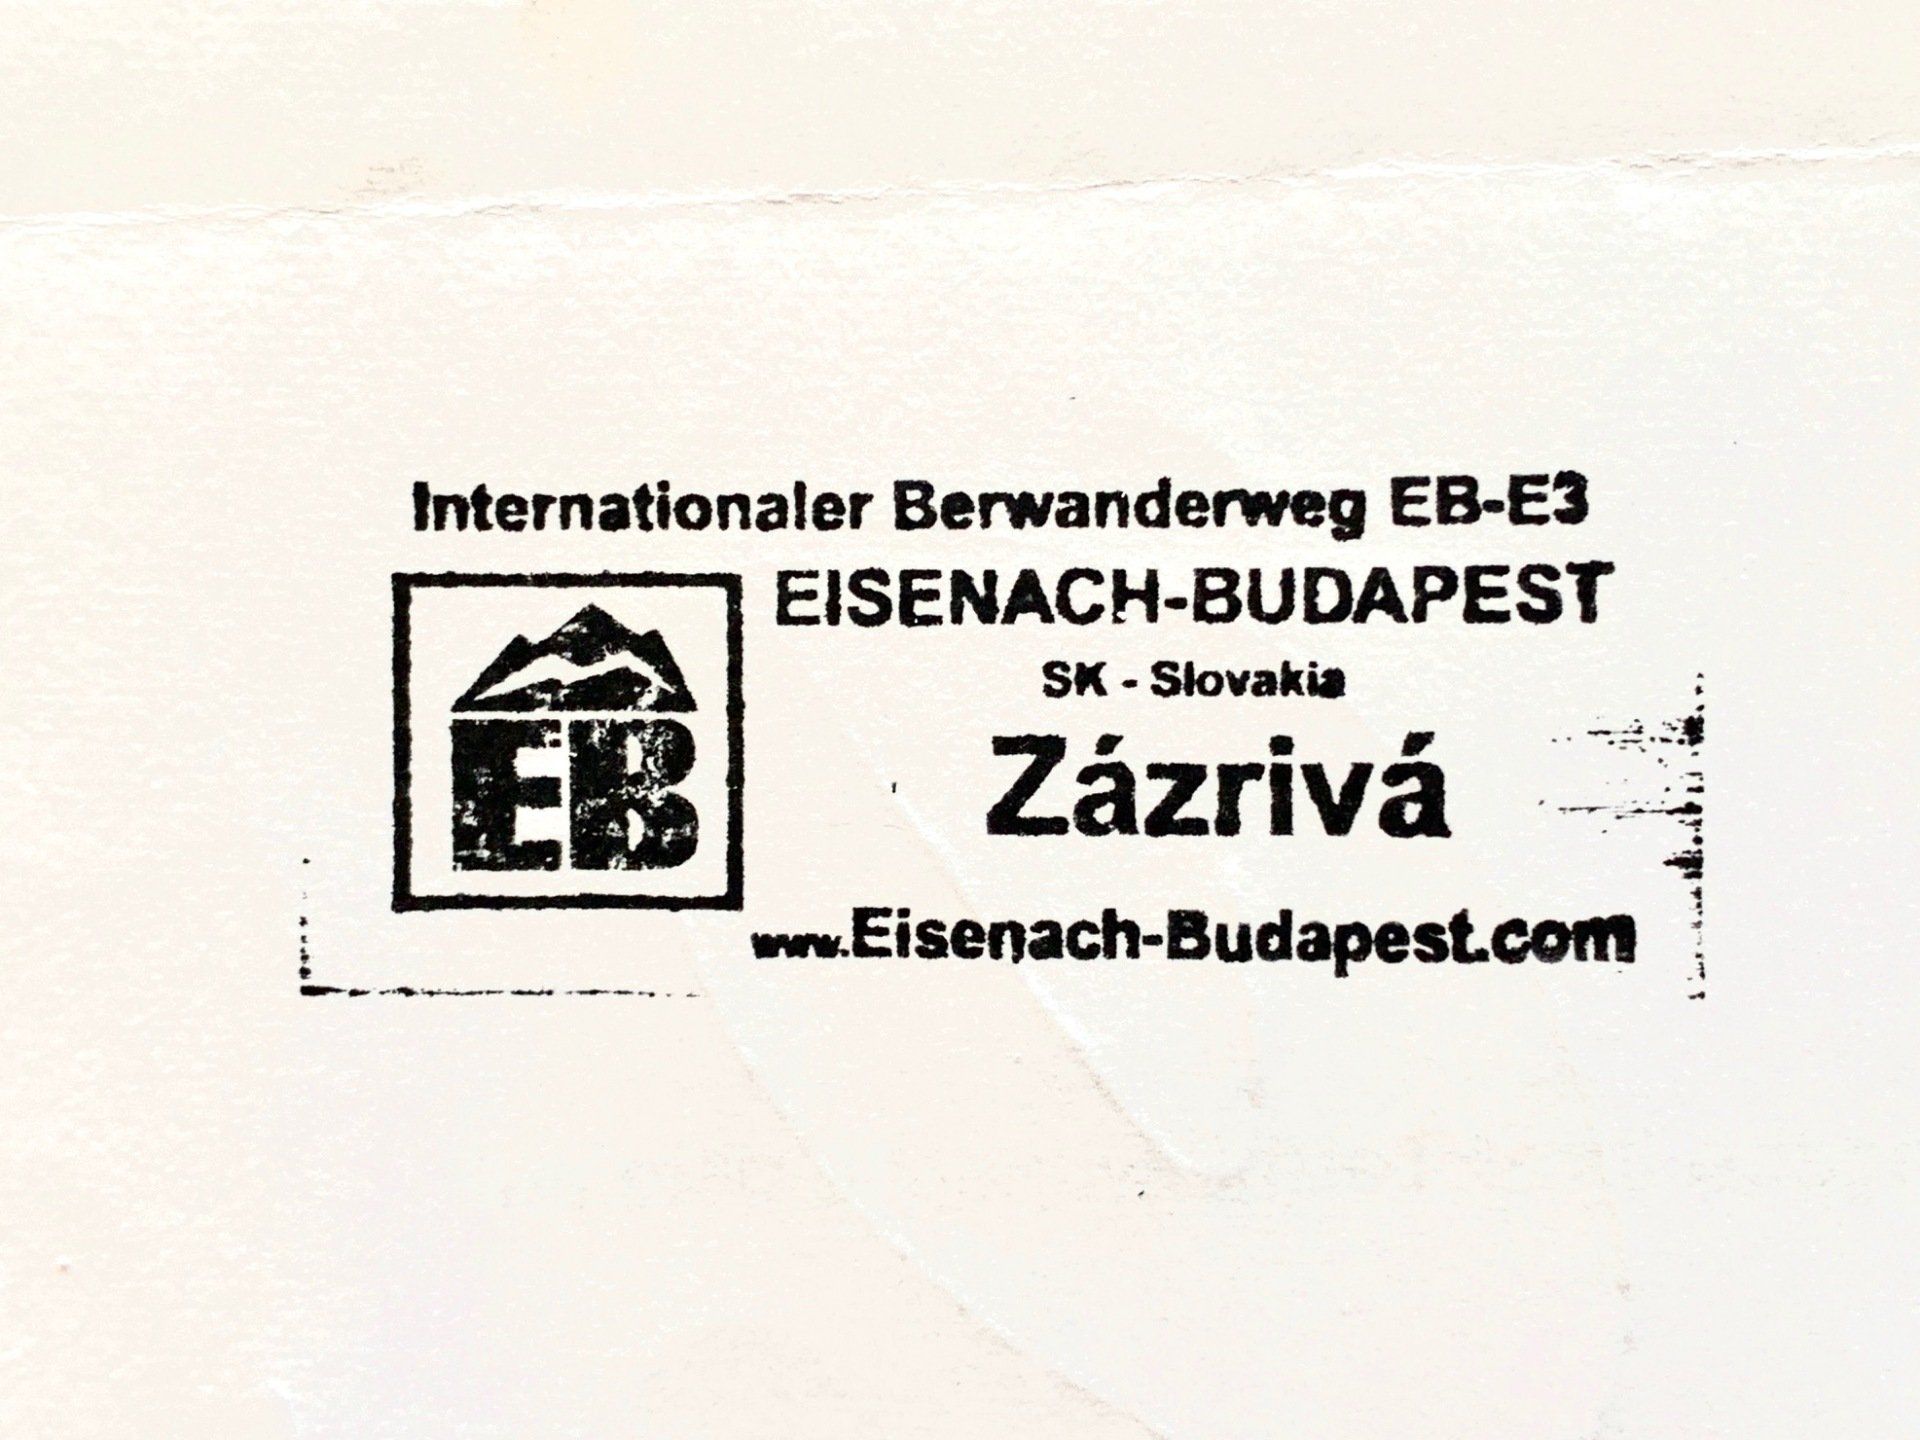 Internationaler Berwanderweg EB-E3
EISENACH-BUDAPEST
SK - Slovakia
EB
Zázrivá
www.Eisenach-Budapest.com